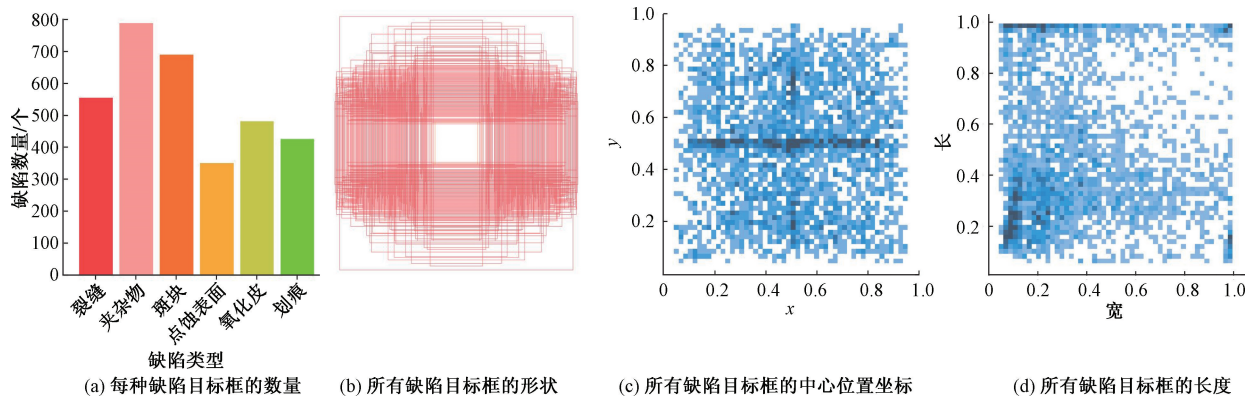 800
700
600
500
400
300
200
100
0
缺陷数量/个
裂缝
夹杂物
斑块
点蚀表面
氧化皮
划痕
缺陷类型
(a) 每种缺陷目标框的数量
(b) 所有缺陷目标框的形状
1.0
0.8
0.6
0.4
0.2
y
0 0.2 0.4 0.6 0.8 1.0
x
(c) 所有缺陷目标框的中心位置坐标
1.0
0.8
0.6
0.4
0.2
长
0 0.2 0.4 0.6 0.8 1.0
宽
(d) 所有缺陷目标框的长度